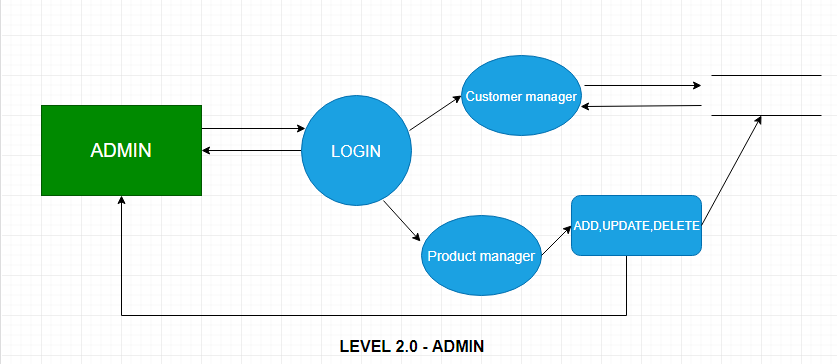 Customer manager
ADMIN
LOGIN
ADD,UPDATE,DELETE
Product manager
LEVEL 2.0 - ADMIN